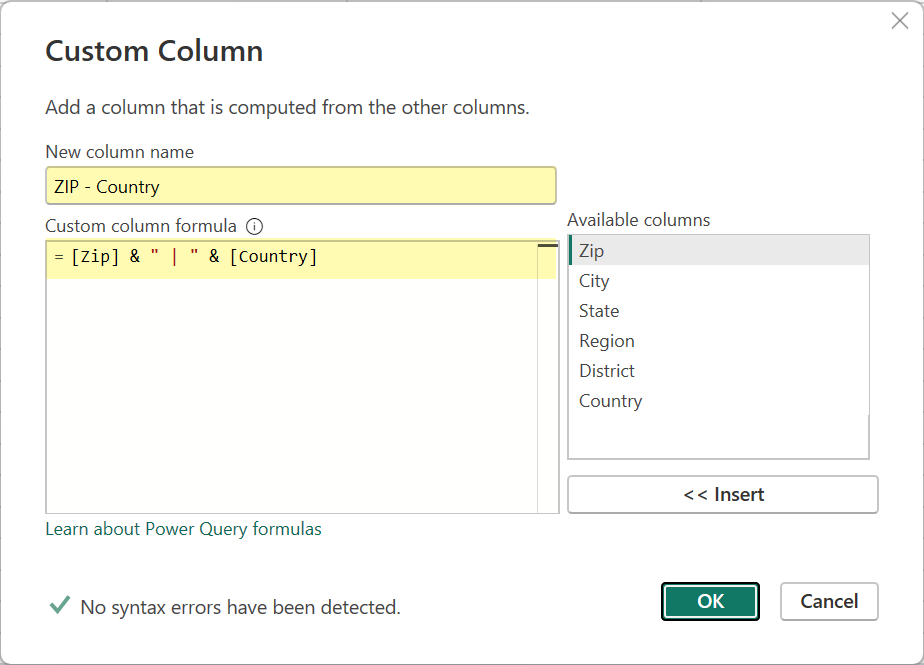 Custom Column
Add a column that is computed from the other columns.
New column name
ZIP - Country
Custom column formula
= [Zip] & " | " & [Country]
Available columns
Zip
City
State
Region
District
Country
<< Insert
Learn about Power Query formulas
No syntax errors have been detected.
OK
Cancel